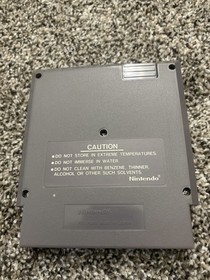 CAUTION
●DO NOT STORE IN EXTREME TEMPERATURES.
●DO NOT IMMERSE IN WATER.
●DO NOT CLEAN WITH BENZENE, THINNER,
ALCOHOL OR OTHER SUCH SOLVENTS.
Nintendo